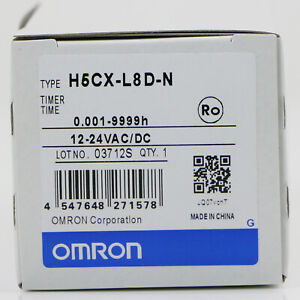 TYPE H5CX-L8D-N
TIMER
TIME
0.001-9999h
Ro
12-24VAC/DC
LOT NO. 03712S QTY. 1
4 547648 271578
OMRON Corporation
MADE IN CHINA
G
OMRON